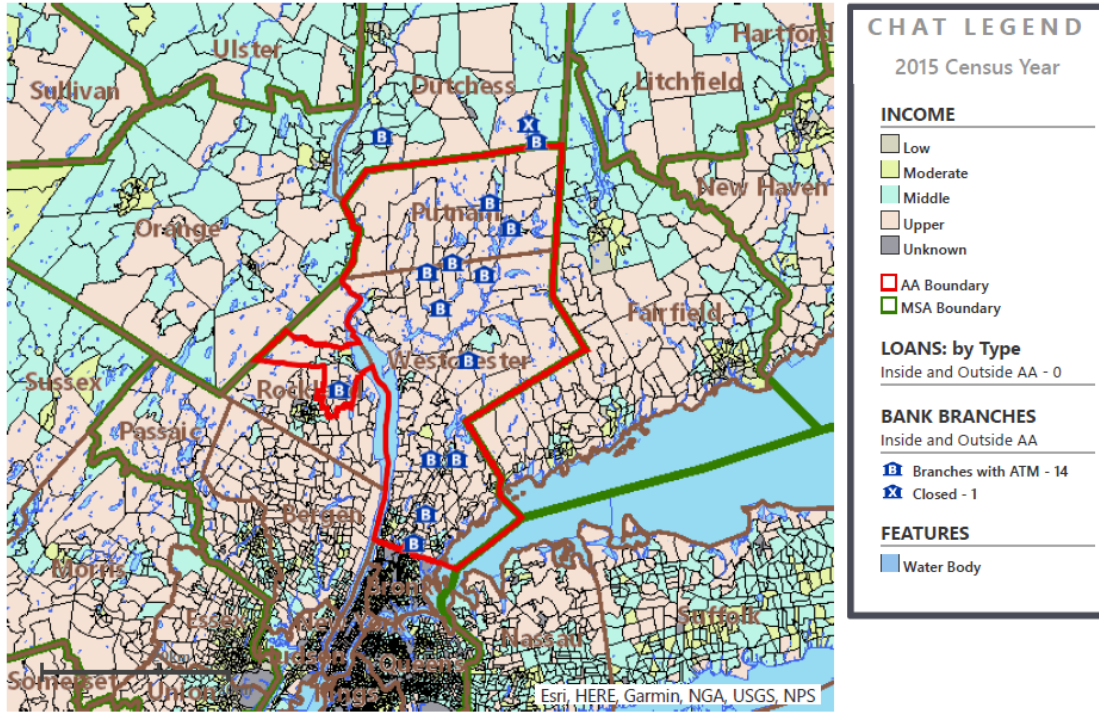 Ulster
Hartford
Sullivan
Dutchess
Litchfield
New Haven
Orange
Putnam
Fairfield
Westchester
Sussex
Passaic
Bergen
Morris
Essex
Suffolk
Nassau
Queens
Somerset
Union
Kings
Esri, HERE, Garmin, NGA, USGS, NPS
CHAT LEGEND
2015 Census Year
INCOME
Low
Moderate
Middle
Upper
Unknown
AA Boundary
MSA Boundary
LOANS: by Type
Inside and Outside AA - 0
BANK BRANCHES
Inside and Outside AA
B Branches with ATM - 14
X Closed - 1
FEATURES
Water Body